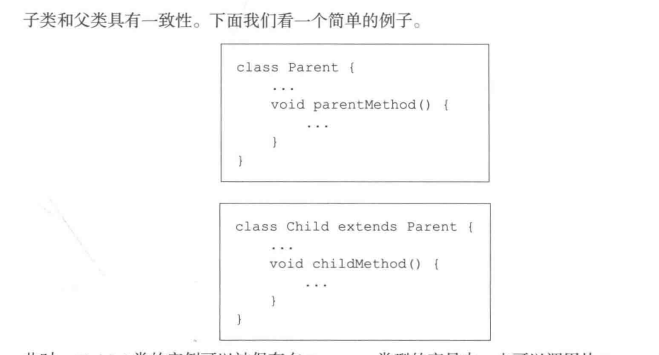 子类和父类具有一致性。下面我们看一个简单的例子。
class Parent {
...
void parentMethod() {
...
}
}
class Child extends Parent {
...
void childMethod() {
...
}
}